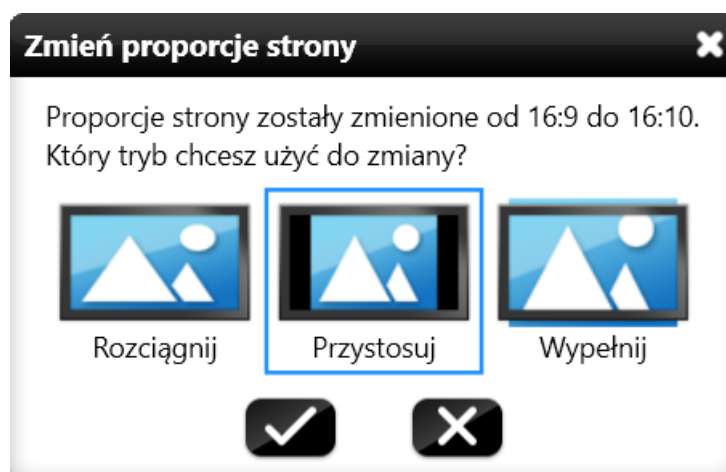 Zmień proporcje strony
Proporcje strony zostały zmienione od 16:9 do 16:10.
Który tryb chcesz użyć do zmiany?
Rozciągnij
Przystosuj
Wypełnij